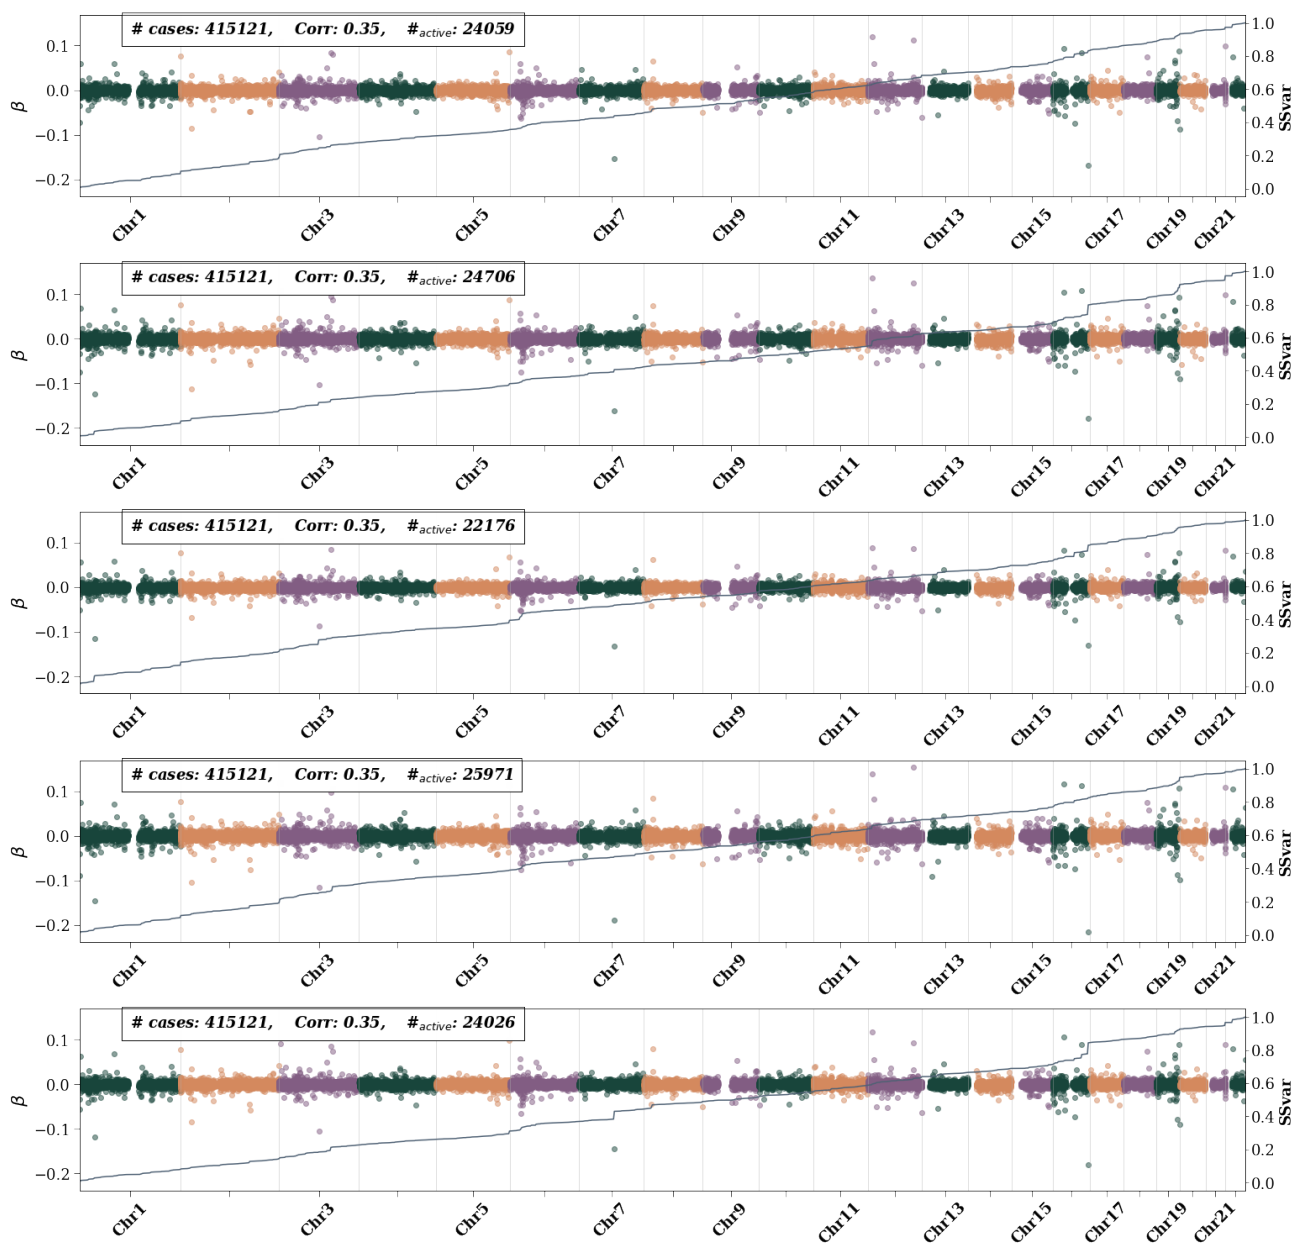 # cases: 415121, Corr: 0.35, #active: 24059
0.1
0.0
−0.1
−0.2
β
1.0
0.8
0.6
0.4
0.2
0.0
SSvar
Chr1 Chr3 Chr5 Chr7 Chr9 Chr11 Chr13 Chr15 Chr17 Chr19 Chr21
# cases: 415121, Corr: 0.35, #active: 24706
0.1
0.0
−0.1
−0.2
β
1.0
0.8
0.6
0.4
0.2
0.0
SSvar
Chr1 Chr3 Chr5 Chr7 Chr9 Chr11 Chr13 Chr15 Chr17 Chr19 Chr21
# cases: 415121, Corr: 0.35, #active: 22176
0.1
0.0
−0.1
−0.2
β
1.0
0.8
0.6
0.4
0.2
0.0
SSvar
Chr1 Chr3 Chr5 Chr7 Chr9 Chr11 Chr13 Chr15 Chr17 Chr19 Chr21
# cases: 415121, Corr: 0.35, #active: 25971
0.1
0.0
−0.1
−0.2
β
1.0
0.8
0.6
0.4
0.2
0.0
SSvar
Chr1 Chr3 Chr5 Chr7 Chr9 Chr11 Chr13 Chr15 Chr17 Chr19 Chr21
# cases: 415121, Corr: 0.35, #active: 24026
0.1
0.0
−0.1
−0.2
β
1.0
0.8
0.6
0.4
0.2
0.0
SSvar
Chr1 Chr3 Chr5 Chr7 Chr9 Chr11 Chr13 Chr15 Chr17 Chr19 Chr21